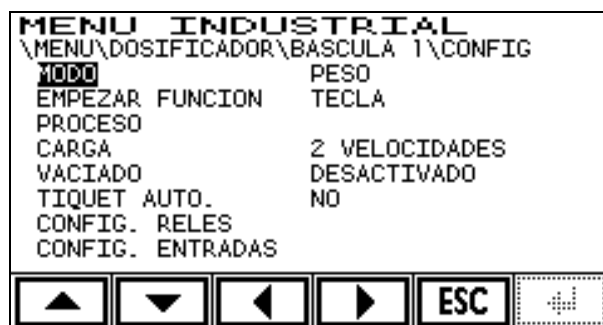 MENU INDUSTRIAL
\MENU\DOSIFICADOR\BASCULA 1\CONFIG
MODO PESO
EMPEZAR FUNCION TECLA
PROCESO
CARGA 2 VELOCIDADES
VACIADO DESACTIVADO
TIQUET AUTO. NO
CONFIG. RELES
CONFIG. ENTRADAS
ESC